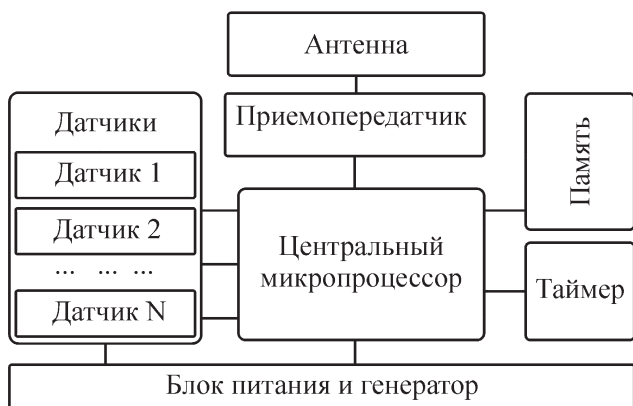 Антенна
Приемопередатчик
Датчики
Датчик 1
Датчик 2
... ... ...
Датчик N
Центральный
микропроцессор
Память
Таймер
Блок питания и генератор